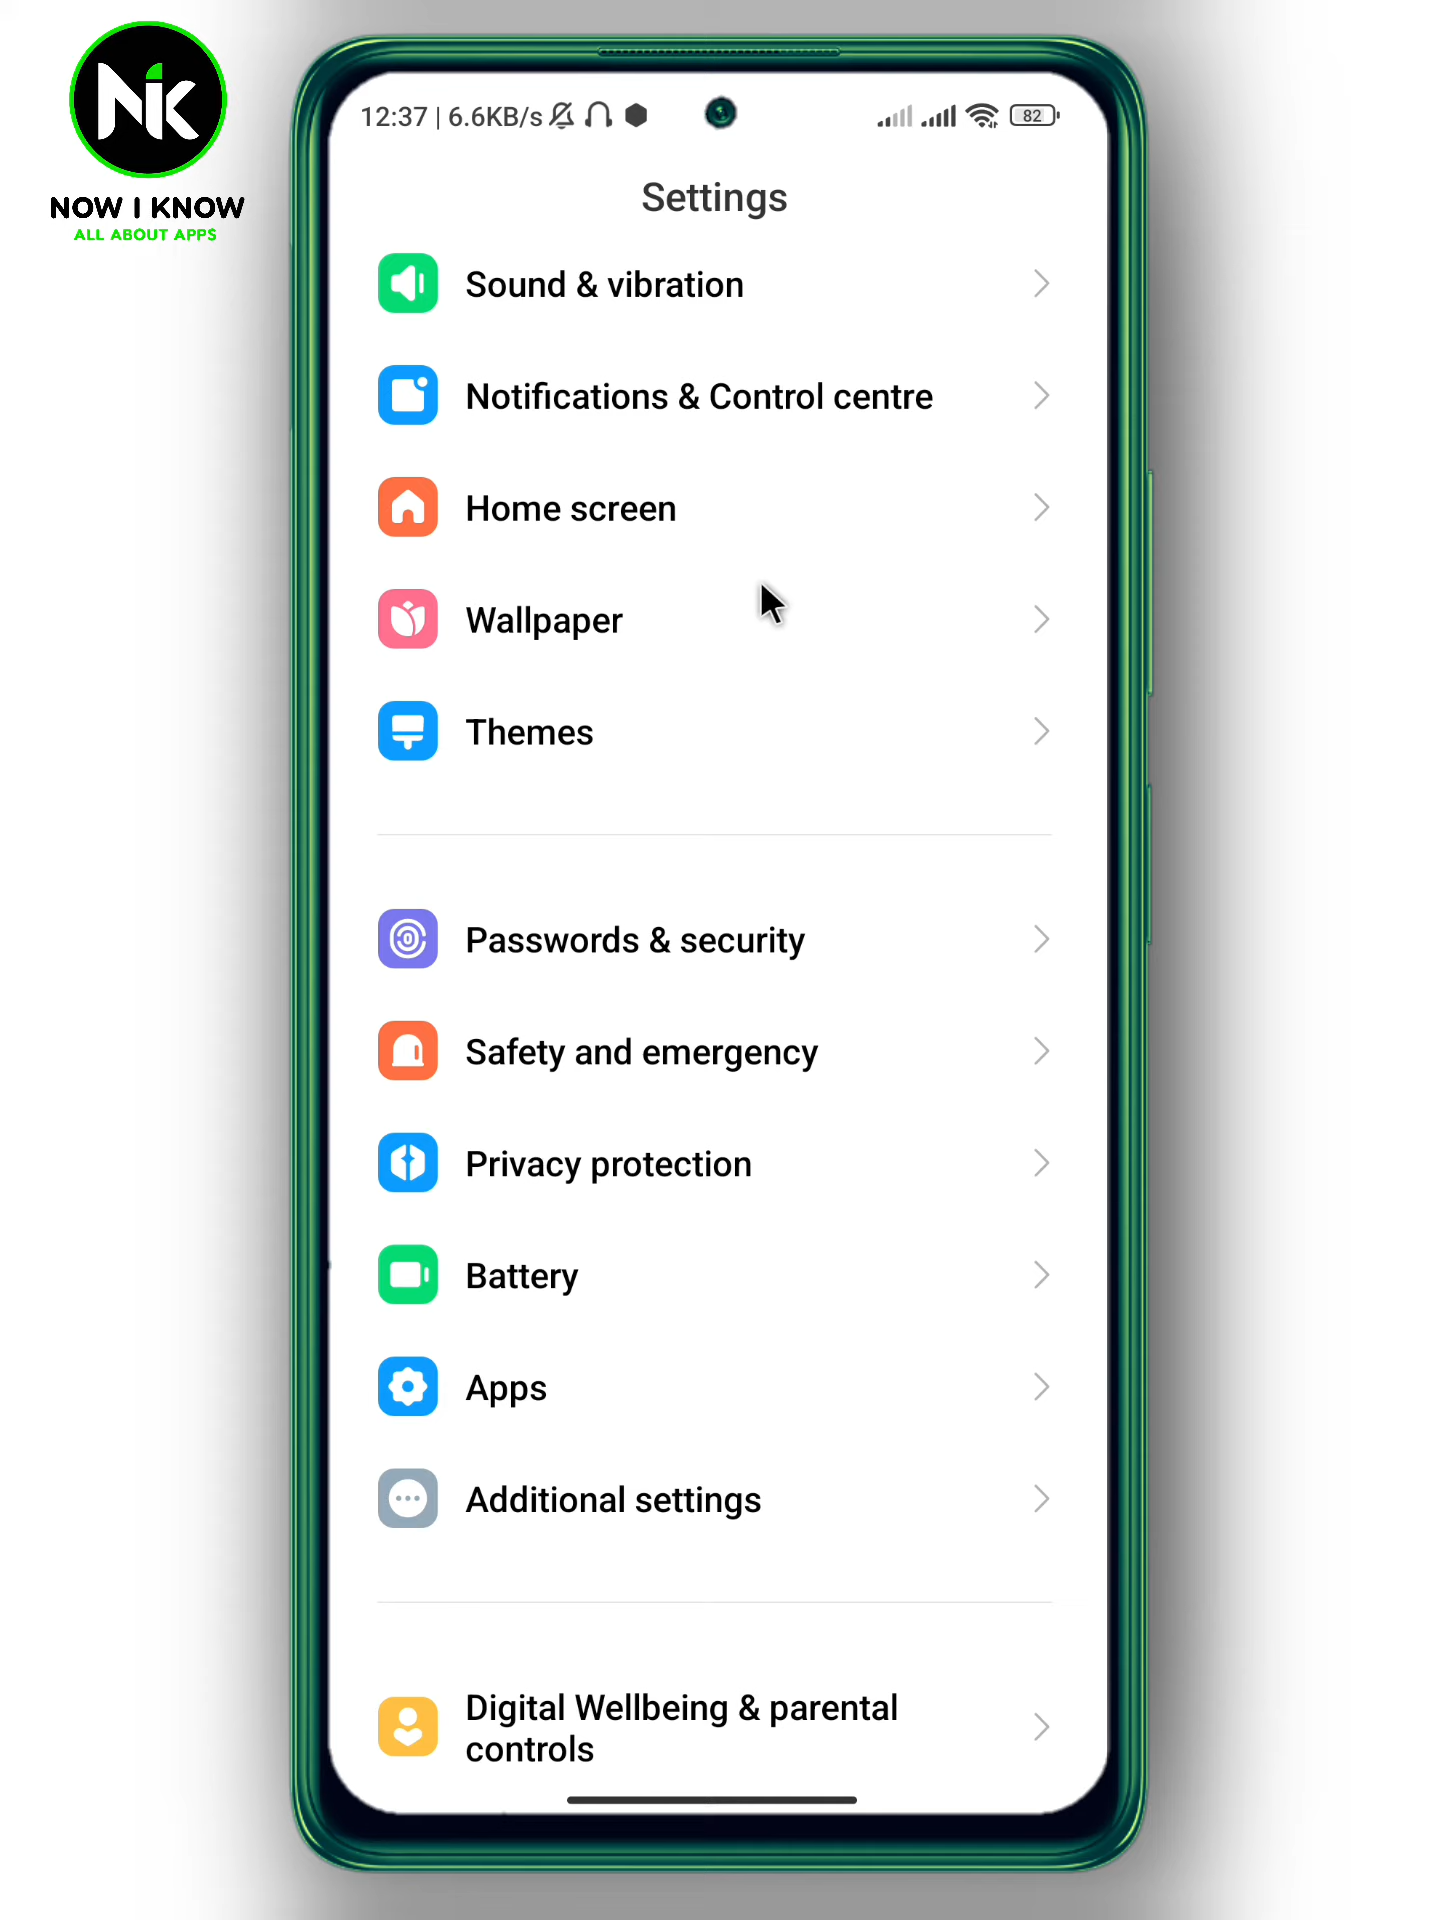 NiK
NOW I KNOW
ALL ABOUT APPS
12:37 | 6.6KB/s
82
Settings
Sound & vibration
Notifications & Control centre
Home screen
Wallpaper
Themes
Passwords & security
Safety and emergency
Privacy protection
Battery
Apps
Additional settings
Digital Wellbeing & parental
controls